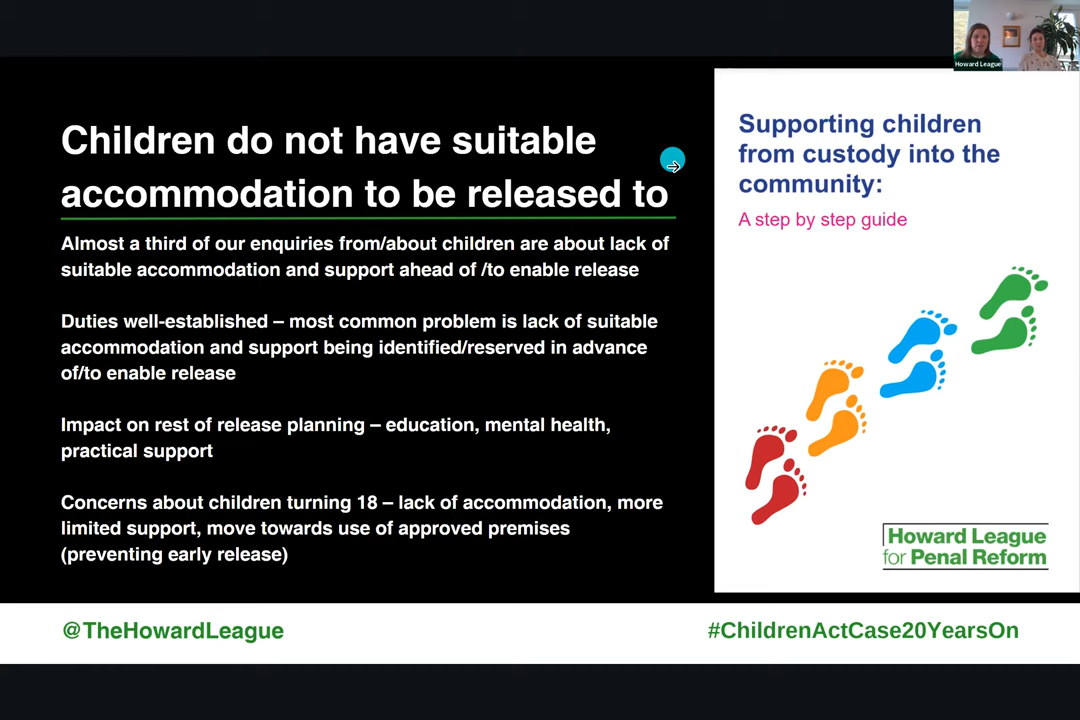 Howard League
Children do not have suitable
accommodation to be released to
Almost a third of our enquiries from/about children are about lack of
suitable accommodation and support ahead of /to enable release
Duties well-established – most common problem is lack of suitable
accommodation and support being identified/reserved in advance
of/to enable release
Impact on rest of release planning – education, mental health,
practical support
Concerns about children turning 18 – lack of accommodation, more
limited support, move towards use of approved premises
(preventing early release)
Supporting children
from custody into the
community:
A step by step guide
Howard League
for Penal Reform
@TheHowardLeague
#ChildrenActCase20YearsOn